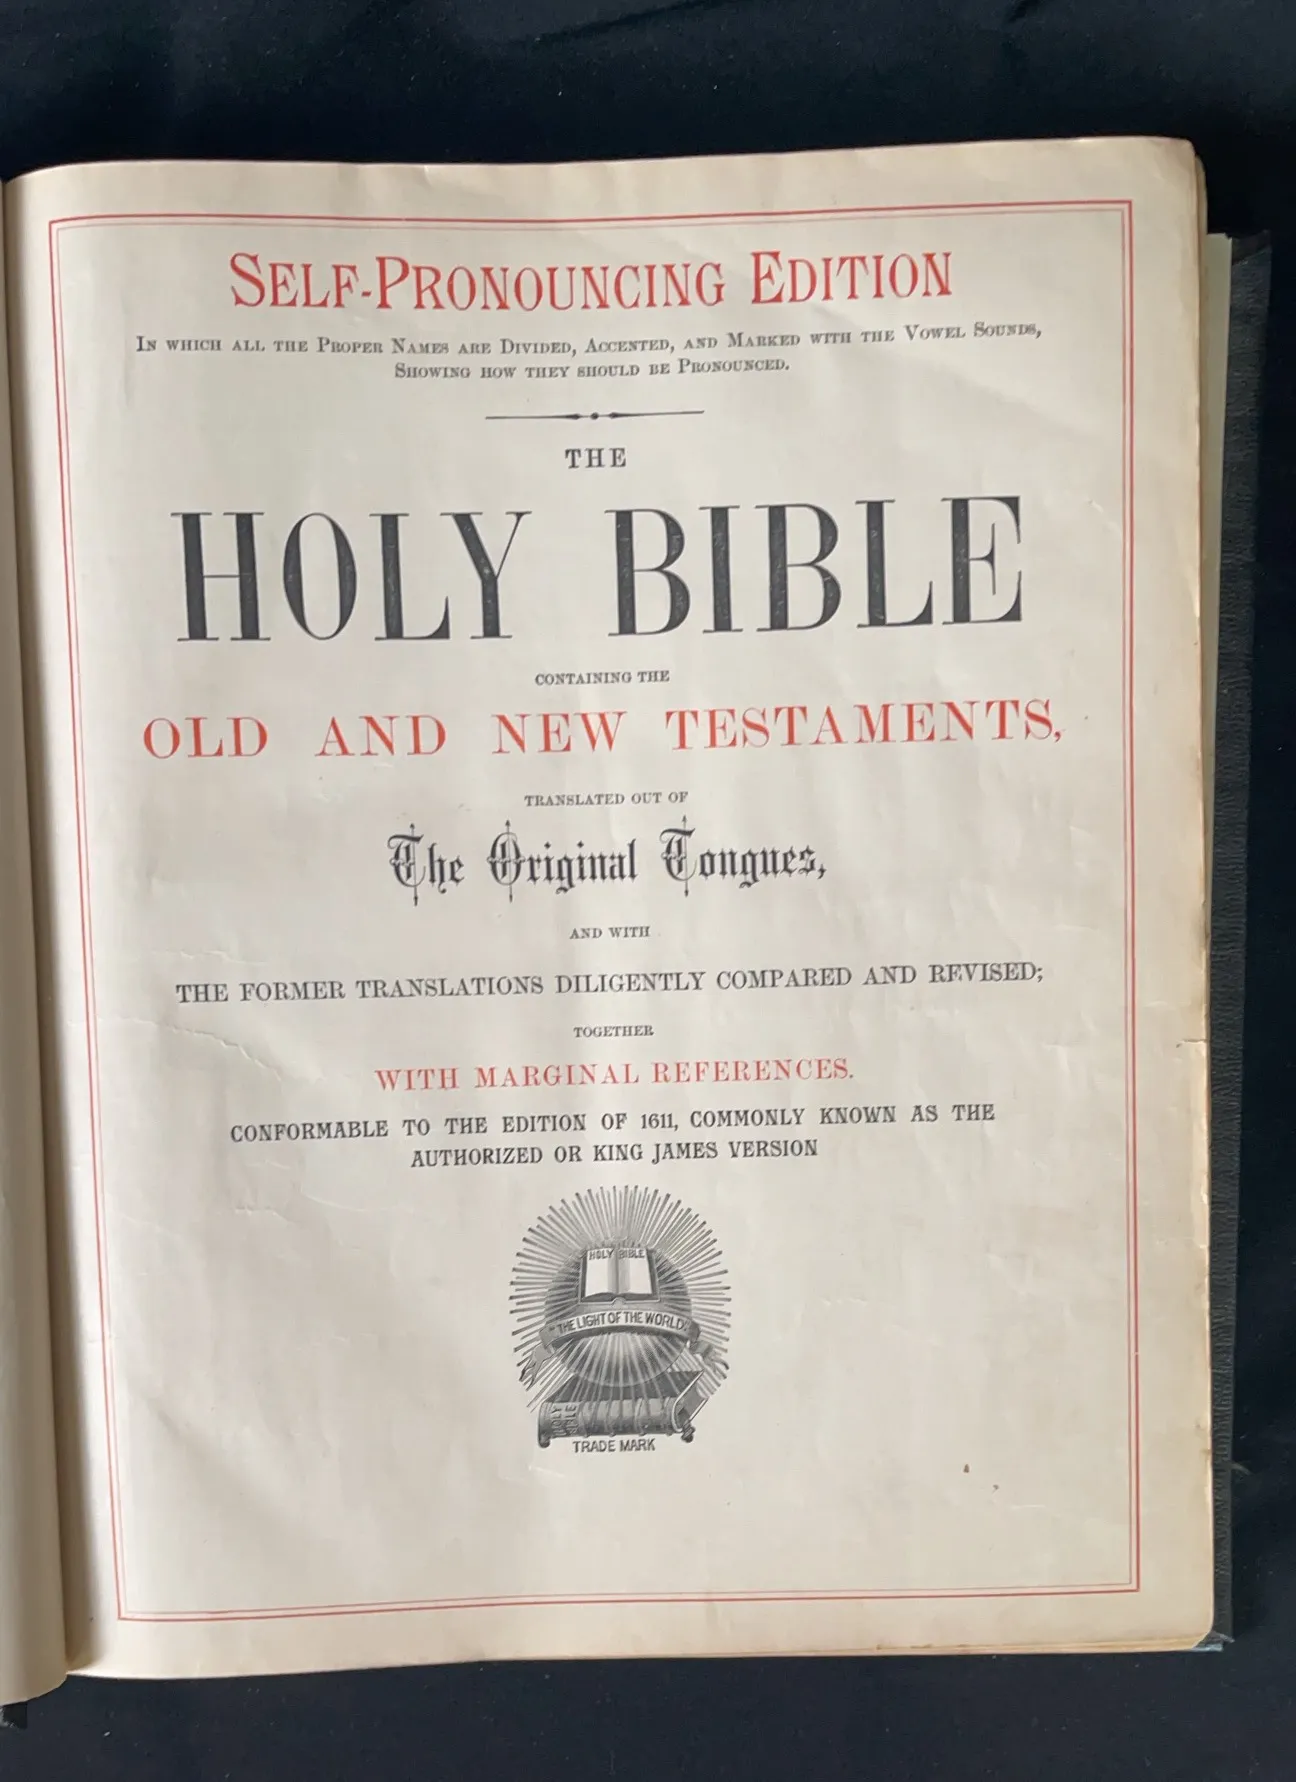 SELF-PRONOUNCING EDITION
IN WHICH ALL THE PROPER NAMES ARE DIVIDED, ACCENTED, AND MARKED WITH THE VOWEL SOUNDS,
SHOWING HOW THEY SHOULD BE PRONOUNCED.
THE
HOLY BIBLE
CONTAINING THE
OLD AND NEW TESTAMENTS,
TRANSLATED OUT OF
The Original Tongues,
AND WITH
THE FORMER TRANSLATIONS DILIGENTLY COMPARED AND REVISED;
TOGETHER
WITH MARGINAL REFERENCES.
CONFORMABLE TO THE EDITION OF 1611, COMMONLY KNOWN AS THE
AUTHORIZED OR KING JAMES VERSION
HOLY BIBLE
"THE LIGHT OF THE WORLD"
HOLY
BIBLE
TRADE MARK